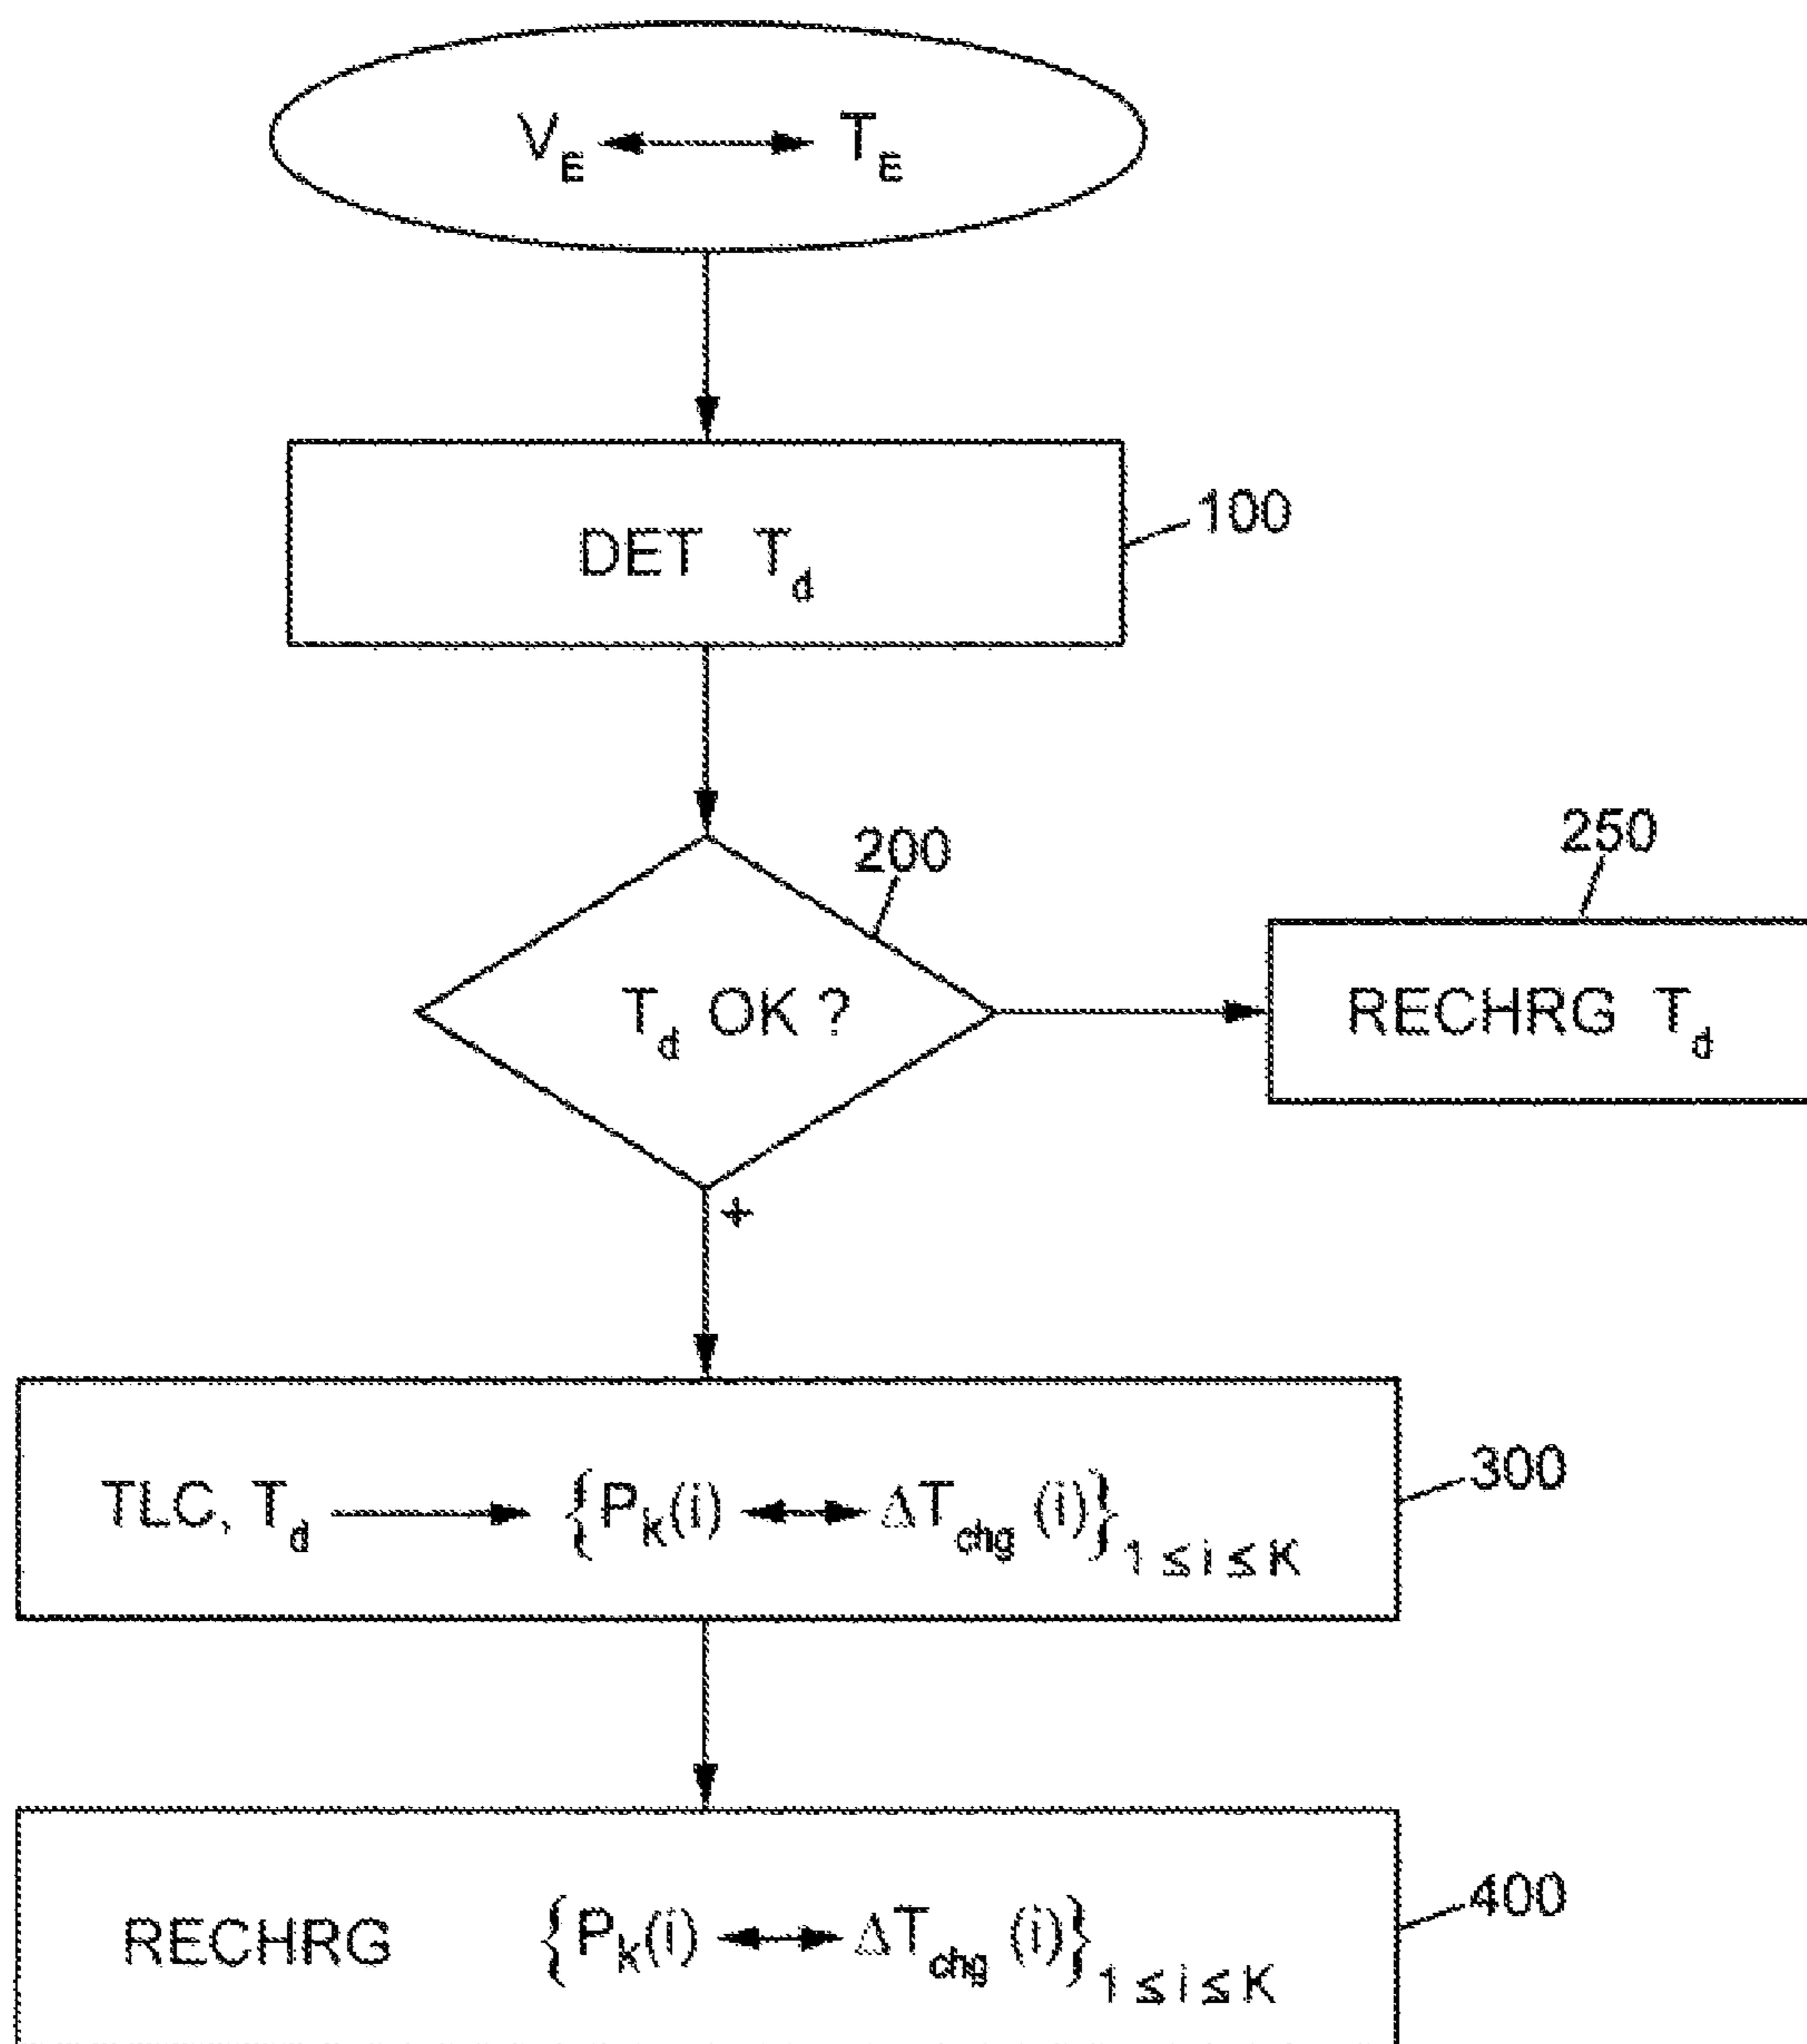 V_E ↔ T_E
DET T_d
100
200
250
T_d OK ?
RECHRG T_d
+
TLC, T_d → {P_k(i) ↔ ΔT_chg (i)}_1 ≤ i ≤ K
300
RECHRG {P_k(i) ↔ ΔT_chg (i)}_1 ≤ i ≤ K
400